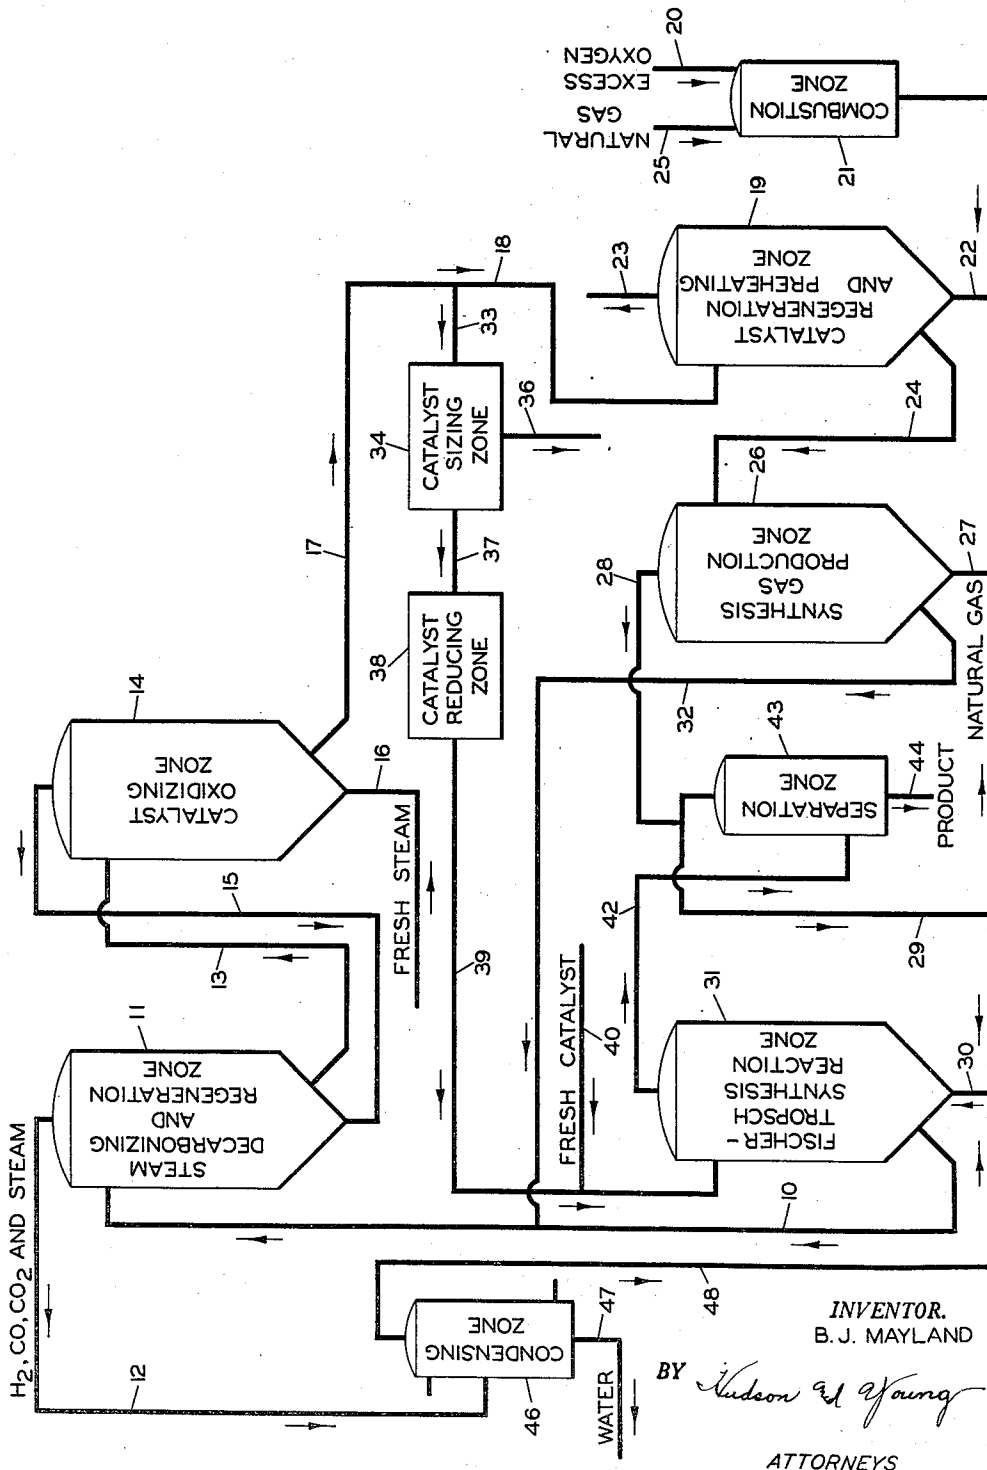 H2, CO, CO2 AND STEAM
12
STEAM
AND
DECARBONIZING
REGENERATION
ZONE
11
13
15
CATALYST
OXIDIZING
ZONE
14
16
FRESH STEAM
17
18
33
CATALYST
SIZING
ZONE
34
36
37
CATALYST
REDUCING
ZONE
38
39
FRESH CATALYST
40
NATURAL
GAS
25
EXCESS
OXYGEN
20
COMBUSTION
ZONE
21
22
CATALYST
REGENERATION
AND PREHEATING
ZONE
19
23
24
SYNTHESIS
GAS
PRODUCTION
ZONE
26
27
NATURAL GAS
28
32
SEPARATION
ZONE
43
44
PRODUCT
42
29
FISCHER-
TROPSCH
SYNTHESIS
REACTION
ZONE
31
30
10
CONDENSING
ZONE
46
47
WATER
48
INVENTOR.
B. J. MAYLAND
BY Hudson and Young
ATTORNEYS